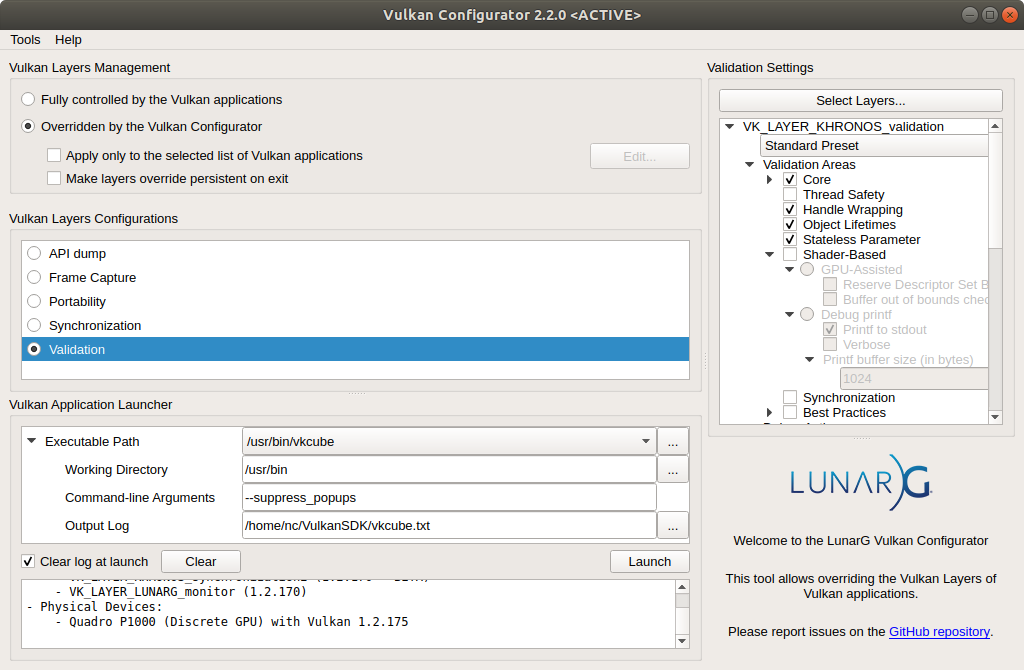 Vulkan Configurator 2.2.0 <ACTIVE>
Tools Help
Vulkan Layers Management
Fully controlled by the Vulkan applications
Overridden by the Vulkan Configurator
Apply only to the selected list of Vulkan applications
Edit...
Make layers override persistent on exit
Vulkan Layers Configurations
API dump
Frame Capture
Portability
Synchronization
Validation
Vulkan Application Launcher
Executable Path /usr/bin/vkcube ...
Working Directory /usr/bin ...
Command-line Arguments --suppress_popups
Output Log /home/nc/VulkanSDK/vkcube.txt ...
Clear log at launch Clear Launch
- VK_LAYER_LUNARG_monitor (1.2.170)
- Physical Devices:
- Quadro P1000 (Discrete GPU) with Vulkan 1.2.175
Validation Settings
Select Layers...
VK_LAYER_KHRONOS_validation
Standard Preset
Validation Areas
Core
Thread Safety
Handle Wrapping
Object Lifetimes
Stateless Parameter
Shader-Based
GPU-Assisted
Reserve Descriptor Set B
Buffer out of bounds chec
Debug printf
Printf to stdout
Verbose
Printf buffer size (in bytes)
1024
Synchronization
Best Practices
LUNARG
Welcome to the LunarG Vulkan Configurator
This tool allows overriding the Vulkan Layers of
Vulkan applications.
Please report issues on the GitHub repository.